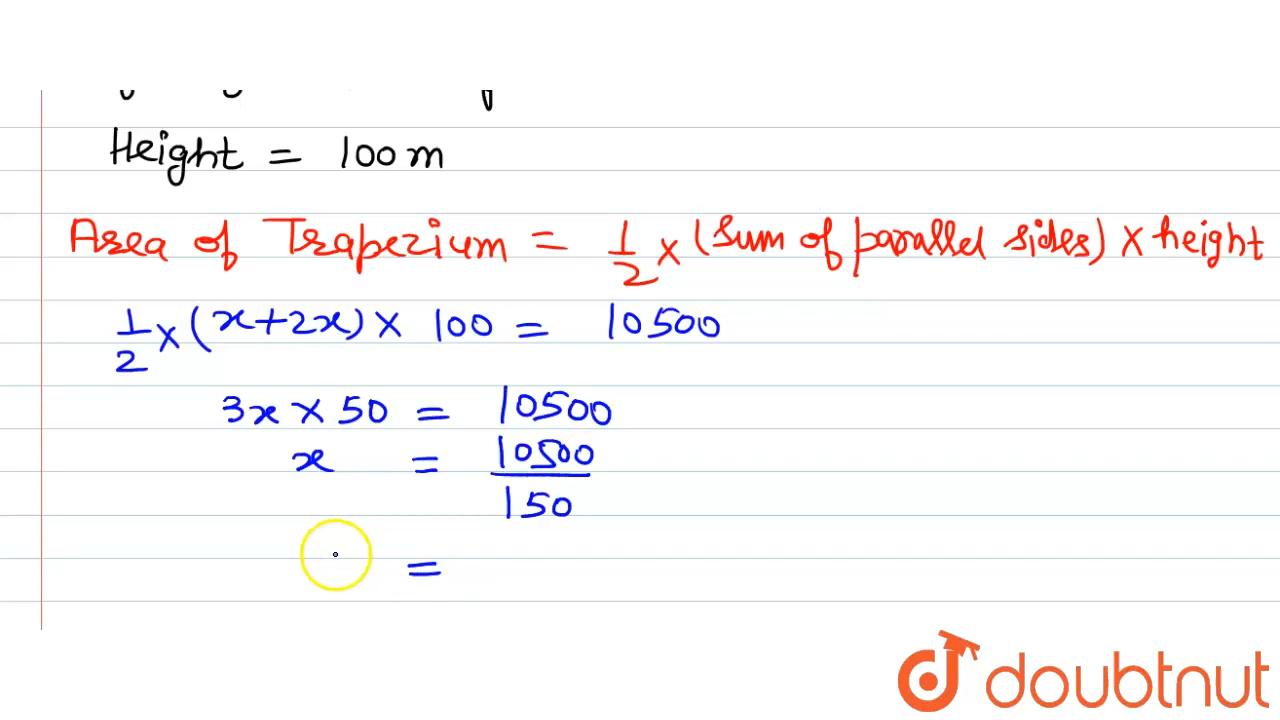 Height = 100 m
Area of Trapezium = 1/2 × (Sum of parallel sides) × height
1/2 × (x+2x) × 100 = 10500
3x × 50 = 10500
x = 10500/150
=
doubtnut